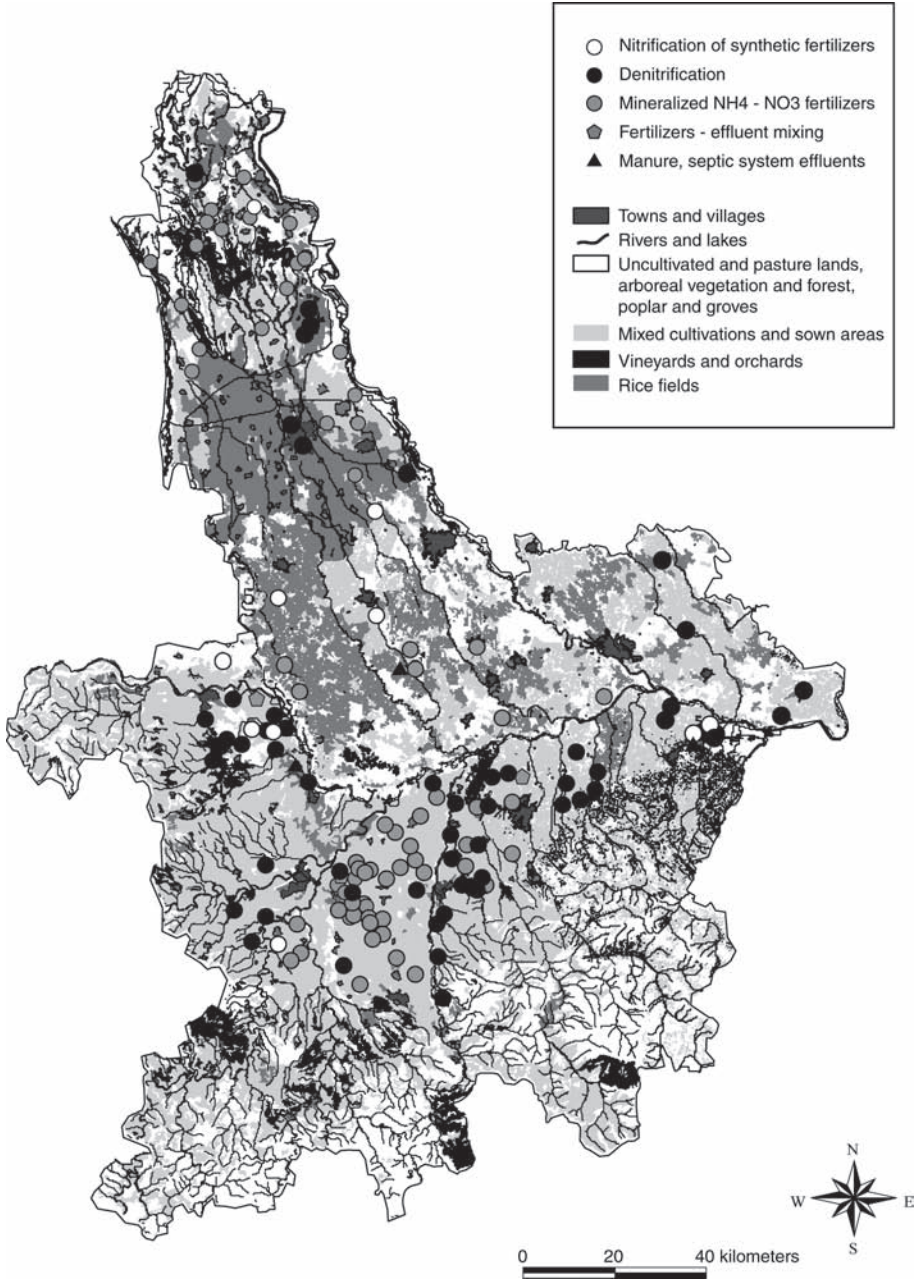 Nitrification of synthetic fertilizers
Denitrification
Mineralized NH4 - NO3 fertilizers
Fertilizers - effluent mixing
Manure, septic system effluents
Towns and villages
Rivers and lakes
Uncultivated and pasture lands,
arboreal vegetation and forest,
poplar and groves
Mixed cultivations and sown areas
Vineyards and orchards
Rice fields
N
W E
S
0 20 40 kilometers